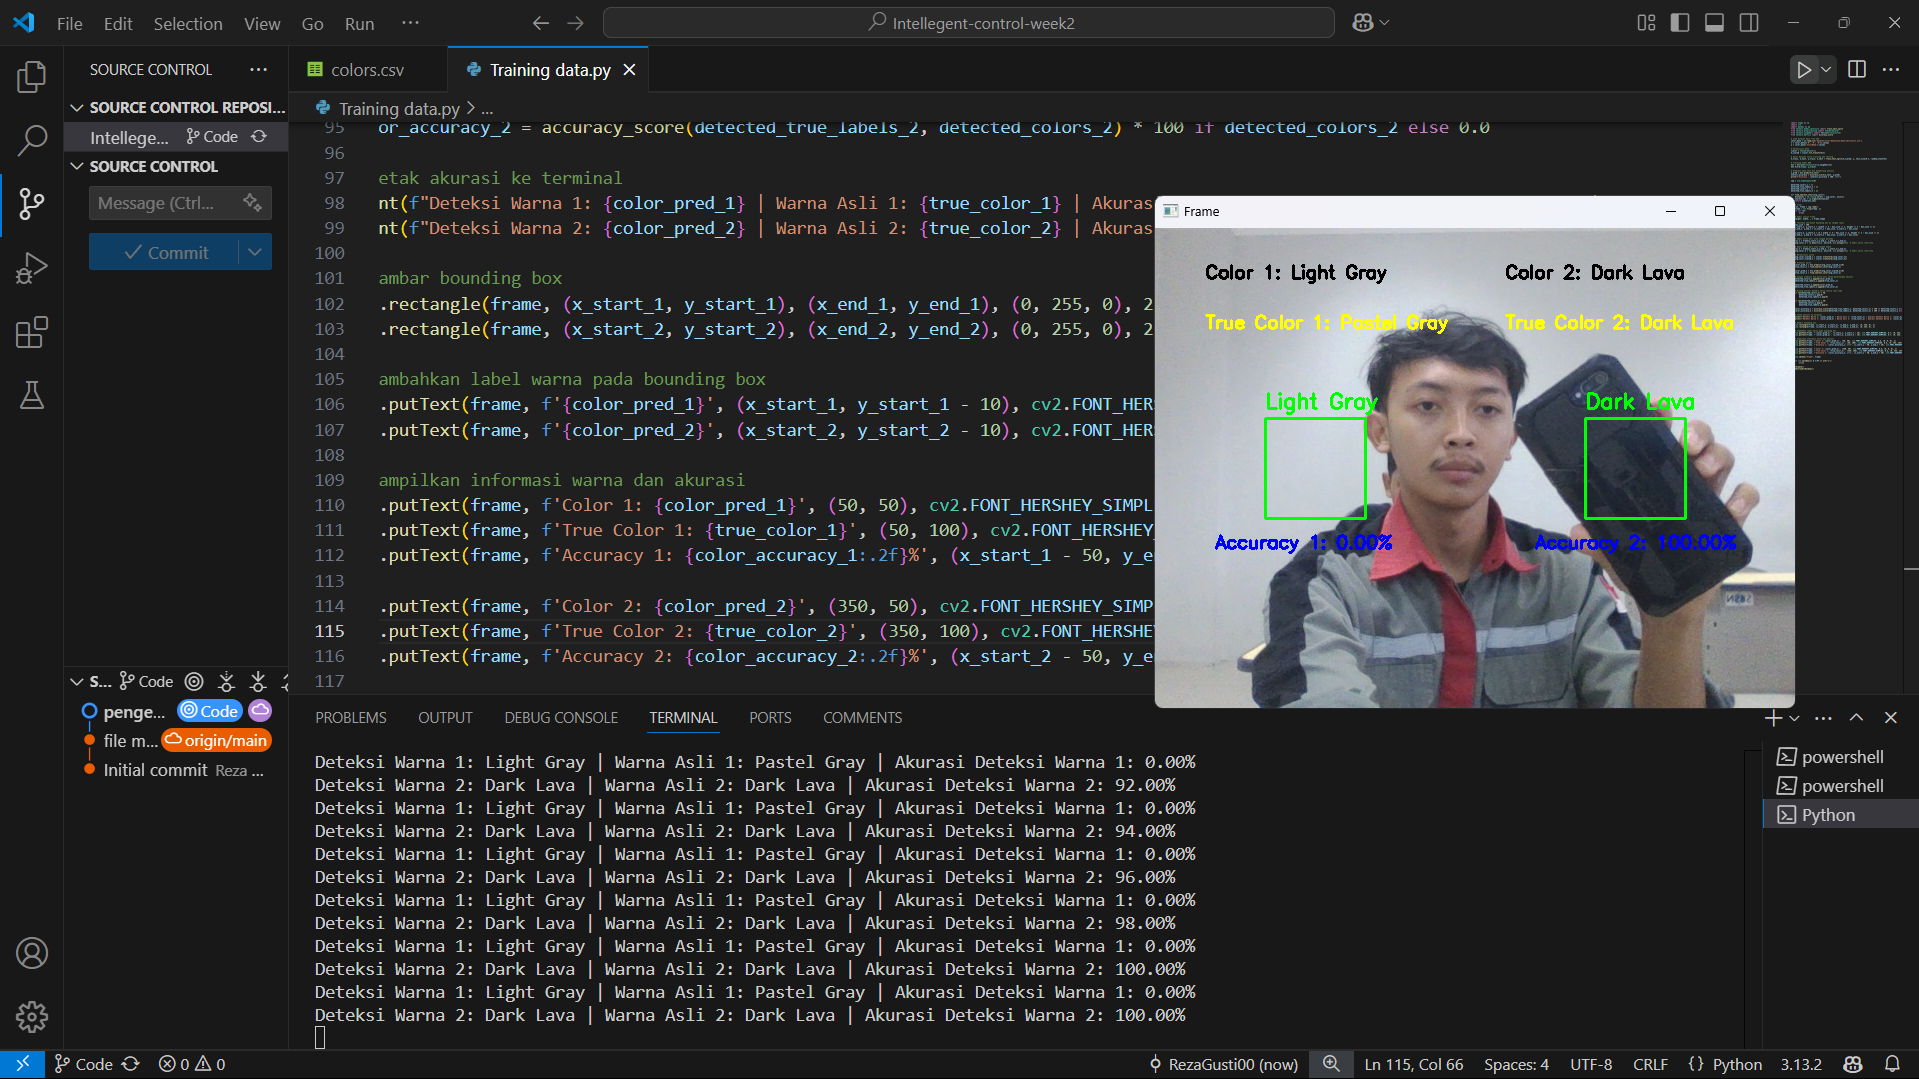 File Edit Selection View Go Run ···
Intellegent-control-week2
SOURCE CONTROL ···
SOURCE CONTROL REPOSI...
Intellege... Code
SOURCE CONTROL
Message (Ctrl...
Commit
S... Code
penge... Code
file m... origin/main
Initial commit Reza ...
colors.csv
Training data.py
Training data.py > ...
95 or_accuracy_2 = accuracy_score(detected_true_labels_2, detected_colors_2) * 100 if detected_colors_2 else 0.0
96
97 etak akurasi ke terminal
98 nt(f"Deteksi Warna 1: {color_pred_1} | Warna Asli 1: {true_color_1} | Akuras
99 nt(f"Deteksi Warna 2: {color_pred_2} | Warna Asli 2: {true_color_2} | Akuras
100
101 ambar bounding box
102 .rectangle(frame, (x_start_1, y_start_1), (x_end_1, y_end_1), (0, 255, 0), 2
103 .rectangle(frame, (x_start_2, y_start_2), (x_end_2, y_end_2), (0, 255, 0), 2
104
105 ambahkan label warna pada bounding box
106 .putText(frame, f'{color_pred_1}', (x_start_1, y_start_1 - 10), cv2.FONT_HERS
107 .putText(frame, f'{color_pred_2}', (x_start_2, y_start_2 - 10), cv2.FONT_HERS
108
109 ampilkan informasi warna dan akurasi
110 .putText(frame, f'Color 1: {color_pred_1}', (50, 50), cv2.FONT_HERSHEY_SIMPL
111 .putText(frame, f'True Color 1: {true_color_1}', (50, 100), cv2.FONT_HERSHEY_
112 .putText(frame, f'Accuracy 1: {color_accuracy_1:.2f}%', (x_start_1 - 50, y_e
113
114 .putText(frame, f'Color 2: {color_pred_2}', (350, 50), cv2.FONT_HERSHEY_SIMP
115 .putText(frame, f'True Color 2: {true_color_2}', (350, 100), cv2.FONT_HERSHEY
116 .putText(frame, f'Accuracy 2: {color_accuracy_2:.2f}%', (x_start_2 - 50, y_e
117
Frame
Color 1: Light Gray
Color 2: Dark Lava
True Color 1: Pastel Gray
True Color 2: Dark Lava
Light Gray
Dark Lava
Accuracy 1: 0.00%
Accuracy 2: 100.00%
PROBLEMS OUTPUT DEBUG CONSOLE TERMINAL PORTS COMMENTS
Deteksi Warna 1: Light Gray | Warna Asli 1: Pastel Gray | Akurasi Deteksi Warna 1: 0.00%
Deteksi Warna 2: Dark Lava | Warna Asli 2: Dark Lava | Akurasi Deteksi Warna 2: 92.00%
Deteksi Warna 1: Light Gray | Warna Asli 1: Pastel Gray | Akurasi Deteksi Warna 1: 0.00%
Deteksi Warna 2: Dark Lava | Warna Asli 2: Dark Lava | Akurasi Deteksi Warna 2: 94.00%
Deteksi Warna 1: Light Gray | Warna Asli 1: Pastel Gray | Akurasi Deteksi Warna 1: 0.00%
Deteksi Warna 2: Dark Lava | Warna Asli 2: Dark Lava | Akurasi Deteksi Warna 2: 96.00%
Deteksi Warna 1: Light Gray | Warna Asli 1: Pastel Gray | Akurasi Deteksi Warna 1: 0.00%
Deteksi Warna 2: Dark Lava | Warna Asli 2: Dark Lava | Akurasi Deteksi Warna 2: 98.00%
Deteksi Warna 1: Light Gray | Warna Asli 1: Pastel Gray | Akurasi Deteksi Warna 1: 0.00%
Deteksi Warna 2: Dark Lava | Warna Asli 2: Dark Lava | Akurasi Deteksi Warna 2: 100.00%
Deteksi Warna 1: Light Gray | Warna Asli 1: Pastel Gray | Akurasi Deteksi Warna 1: 0.00%
Deteksi Warna 2: Dark Lava | Warna Asli 2: Dark Lava | Akurasi Deteksi Warna 2: 100.00%
powershell
powershell
Python
Code 0 0
RezaGusti00 (now) Ln 115, Col 66 Spaces: 4 UTF-8 CRLF {} Python 3.13.2